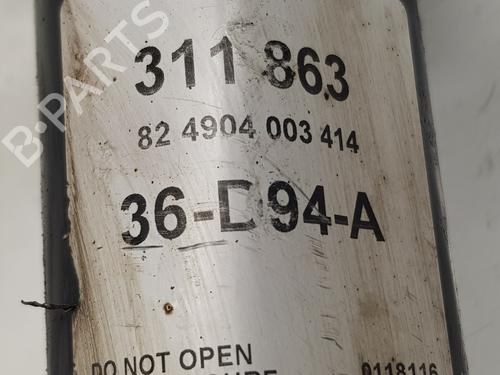 B-PARTS
311 863
82 4904 003 414
36-D94-A
DO NOT OPEN
0118116